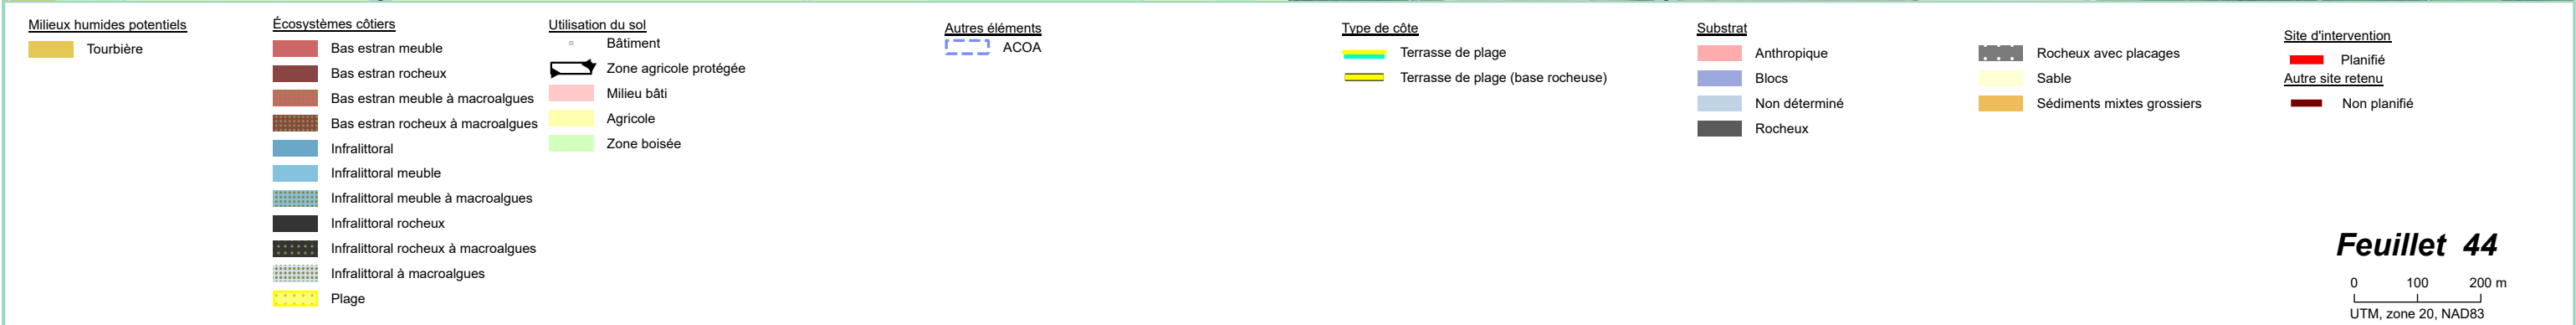 Milieux humides potentiels
Tourbière
Écosystèmes côtiers
Bas estran meuble
Bas estran rocheux
Bas estran meuble à macroalgues
Bas estran rocheux à macroalgues
Infralittoral
Infralittoral meuble
Infralittoral meuble à macroalgues
Infralittoral rocheux
Infralittoral rocheux à macroalgues
Infralittoral à macroalgues
Plage
Utilisation du sol
Bâtiment
Zone agricole protégée
Milieu bâti
Agricole
Zone boisée
Autres éléments
ACOA
Type de côte
Terrasse de plage
Terrasse de plage (base rocheuse)
Substrat
Anthropique
Blocs
Non déterminé
Rocheux
Rocheux avec placages
Sable
Sédiments mixtes grossiers
Site d'intervention
Planifié
Autre site retenu
Non planifié
Feuillet 44
0 100 200 m
UTM, zone 20, NAD83